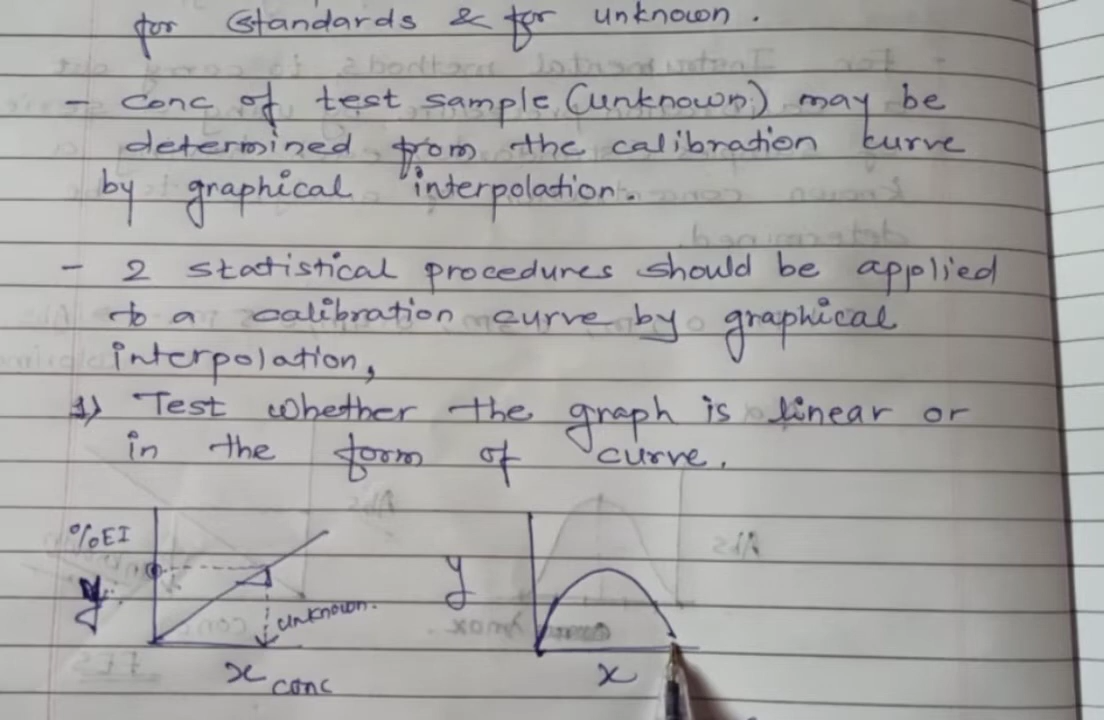 for standards & for unknown.
- conc of test sample (unknown) may be
determined from the calibration curve
by graphical interpolation.
- 2 statistical procedures should be applied
to a calibration curve by graphical
interpolation,
1) Test whether the graph is linear or
in the form of curve.
%EI
y
unknown.
x conc
y
x